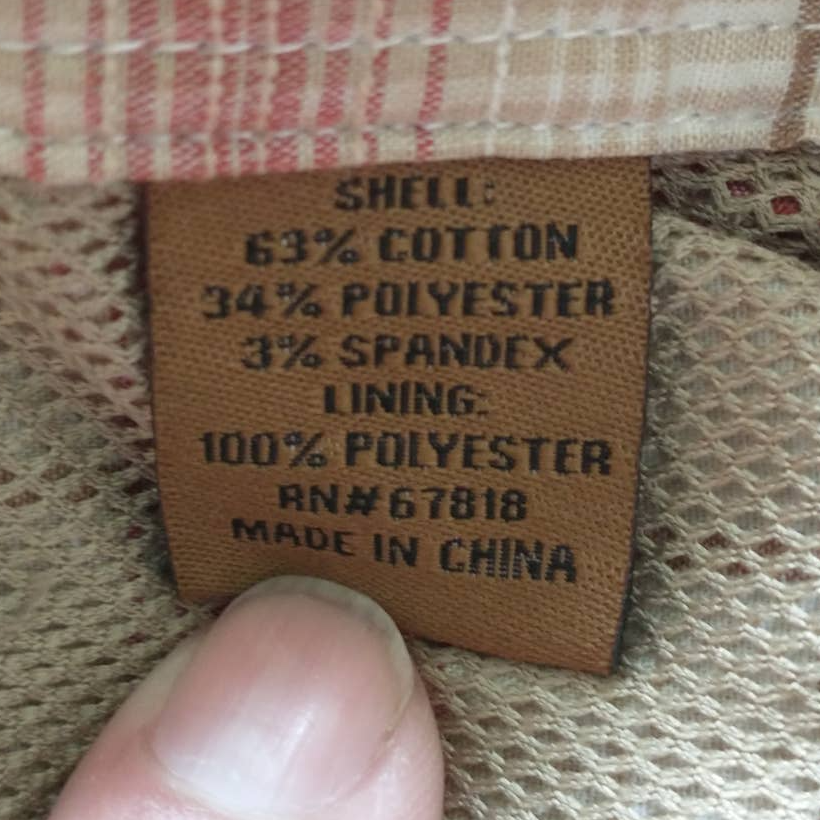 SHELL:
63% COTTON
34% POLYESTER
3% SPANDEX
LINING:
100% POLYESTER
RN#67818
MADE IN CHINA